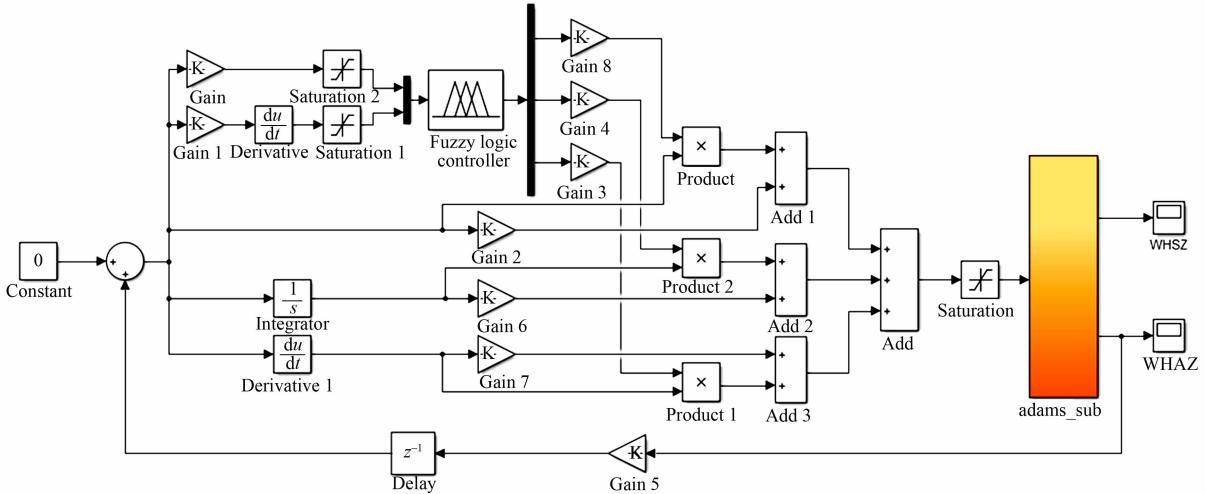 -K-
Gain 8
-K-
Gain
Saturation 2
-K-
Gain 4
-K-
Gain 1
du
dt
Derivative
Saturation 1
Fuzzy logic
controller
-K-
Gain 3
×
Product
+
+
Add 1
-K-
Gain 2
0
Constant
+
+
×
Product 2
+
+
Add 2
+
+
+
Add
Saturation
WHSZ
1
s
Integrator
-K-
Gain 6
du
dt
Derivative 1
-K-
Gain 7
×
Product 1
+
+
Add 3
WHAZ
adams_sub
z⁻¹
Delay
-K-
Gain 5